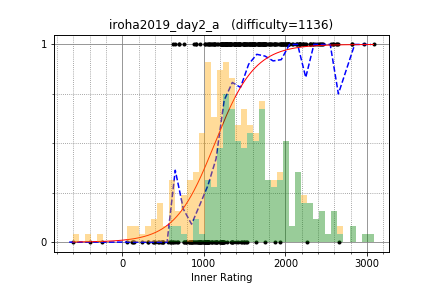 iroha2019_day2_a (difficulty=1136)
1
0
0 1000 2000 3000
Inner Rating